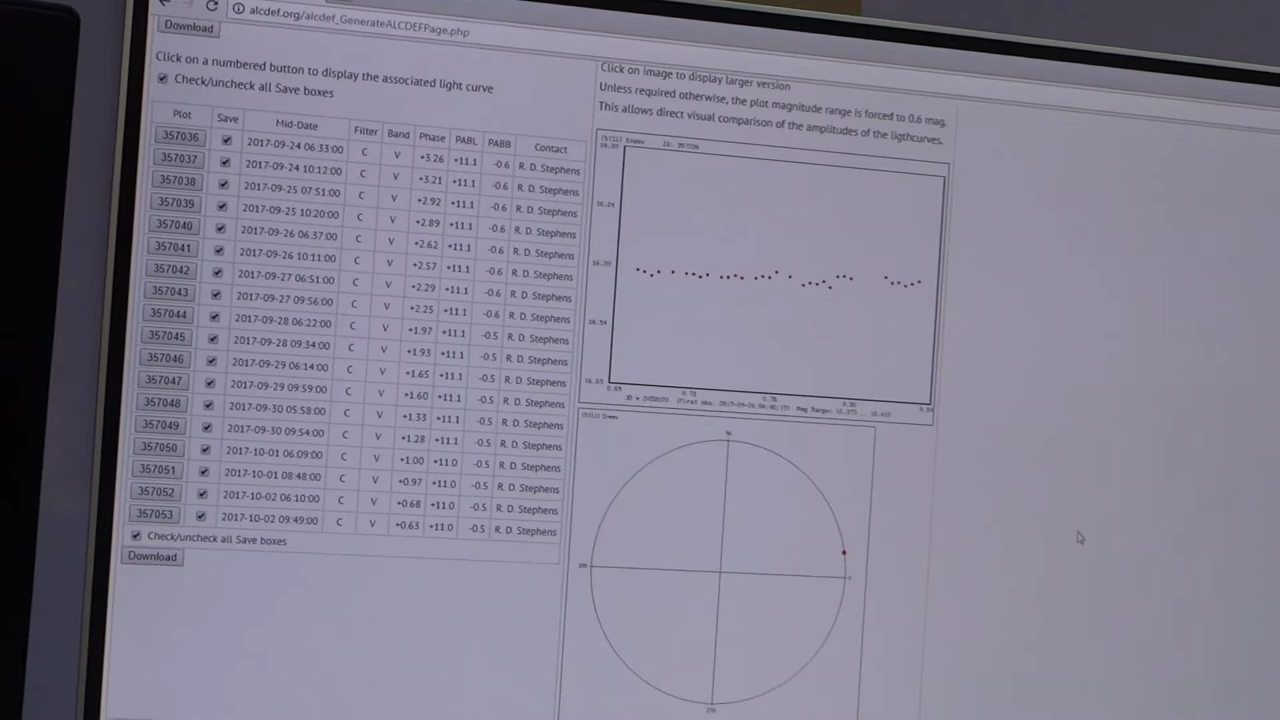 alcdef.org/alcdef_GenerateALCDEFPage.php
Download
Click on a numbered button to display the associated light curve
Check/uncheck all Save boxes
Plot Save Mid-Date Filter Band Phase PABL PABB Contact
357036 2017-09-24 06:33:00 C V +3.26 +11.1 -0.6 R. D. Stephens
357037 2017-09-24 10:12:00 C V +3.21 +11.1 -0.6 R. D. Stephens
357038 2017-09-25 07:51:00 C V +2.92 +11.1 -0.6 R. D. Stephens
357039 2017-09-25 10:20:00 C V +2.89 +11.1 -0.6 R. D. Stephens
357040 2017-09-26 06:37:00 C V +2.62 +11.1 -0.6 R. D. Stephens
357041 2017-09-26 10:11:00 C V +2.57 +11.1 -0.6 R. D. Stephens
357042 2017-09-27 06:51:00 C V +2.29 +11.1 -0.6 R. D. Stephens
357043 2017-09-27 09:56:00 C V +2.25 +11.1 -0.6 R. D. Stephens
357044 2017-09-28 06:22:00 C V +1.97 +11.1 -0.5 R. D. Stephens
357045 2017-09-28 09:34:00 C V +1.93 +11.1 -0.5 R. D. Stephens
357046 2017-09-29 06:14:00 C V +1.65 +11.1 -0.5 R. D. Stephens
357047 2017-09-29 09:59:00 C V +1.60 +11.1 -0.5 R. D. Stephens
357048 2017-09-30 05:58:00 C V +1.33 +11.1 -0.5 R. D. Stephens
357049 2017-09-30 09:54:00 C V +1.28 +11.1 -0.5 R. D. Stephens
357050 2017-10-01 06:09:00 C V +1.00 +11.0 -0.5 R. D. Stephens
357051 2017-10-01 08:48:00 C V +0.97 +11.0 -0.5 R. D. Stephens
357052 2017-10-02 06:10:00 C V +0.68 +11.0 -0.5 R. D. Stephens
357053 2017-10-02 09:49:00 C V +0.63 +11.0 -0.5 R. D. Stephens
Check/uncheck all Save boxes
Download
Click on image to display larger version
Unless required otherwise, the plot magnitude range is forced to 0.6 mag.
This allows direct visual comparison of the amplitudes of the ligthcurves.
16.24
16.39
16.54